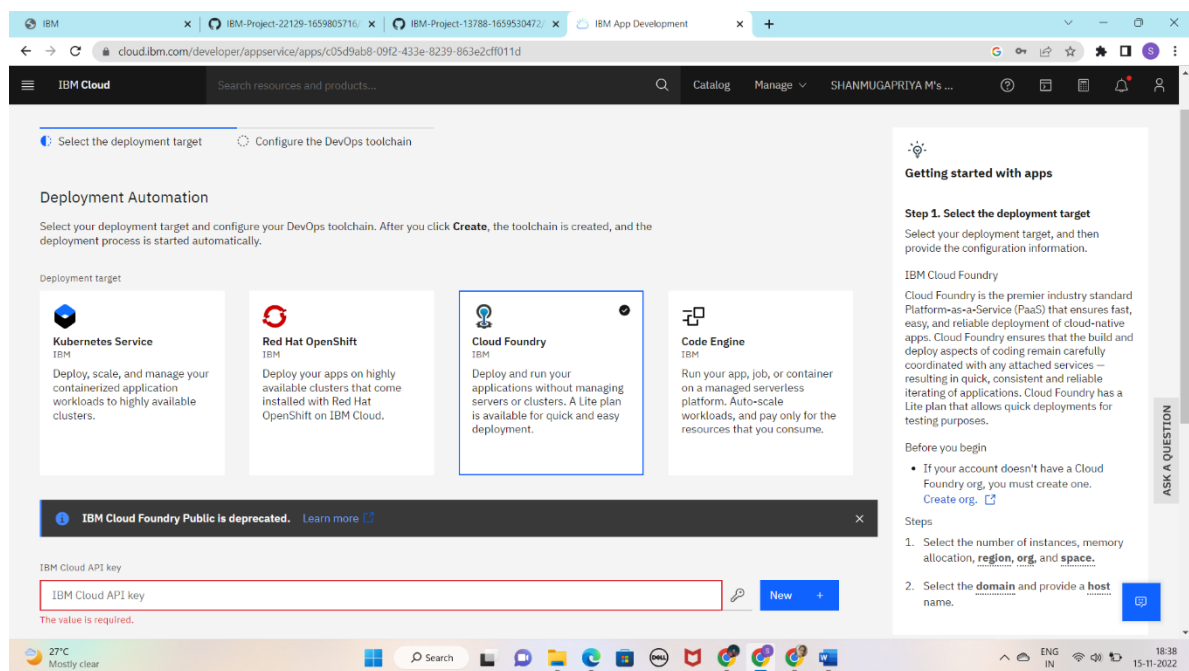 IBM
IBM-Project-22129-1659805716/
IBM-Project-13788-1659530472/
IBM App Development
cloud.ibm.com/developer/appservice/apps/c05d9ab8-09f2-433e-8239-863e2cff011d
G
S
IBM Cloud
Search resources and products...
Catalog
Manage
SHANMUGAPRIYA M's ...
Select the deployment target
Configure the DevOps toolchain
Deployment Automation
Select your deployment target and configure your DevOps toolchain. After you click Create, the toolchain is created, and the
deployment process is started automatically.
Deployment target
Kubernetes Service
IBM
Deploy, scale, and manage your
containerized application
workloads to highly available
clusters.
Red Hat OpenShift
IBM
Deploy your apps on highly
available clusters that come
installed with Red Hat
OpenShift on IBM Cloud.
Cloud Foundry
IBM
Deploy and run your
applications without managing
servers or clusters. A Lite plan
is available for quick and easy
deployment.
Code Engine
IBM
Run your app, job, or container
on a managed serverless
platform. Auto-scale
workloads, and pay only for the
resources that you consume.
IBM Cloud Foundry Public is deprecated. Learn more
IBM Cloud API key
IBM Cloud API key
New +
The value is required.
Getting started with apps
Step 1. Select the deployment target
Select your deployment target, and then
provide the configuration information.
IBM Cloud Foundry
Cloud Foundry is the premier industry standard
Platform-as-a-Service (PaaS) that ensures fast,
easy, and reliable deployment of cloud-native
apps. Cloud Foundry ensures that the build and
deploy aspects of coding remain carefully
coordinated with any attached services —
resulting in quick, consistent and reliable
iterating of applications. Cloud Foundry has a
Lite plan that allows quick deployments for
testing purposes.
Before you begin
• If your account doesn't have a Cloud
Foundry org, you must create one.
Create org.
Steps
1. Select the number of instances, memory
allocation, region, org, and space.
2. Select the domain and provide a host
name.
ASK A QUESTION
27°C
Mostly clear
Search
DELL
ENG
IN
18:38
15-11-2022